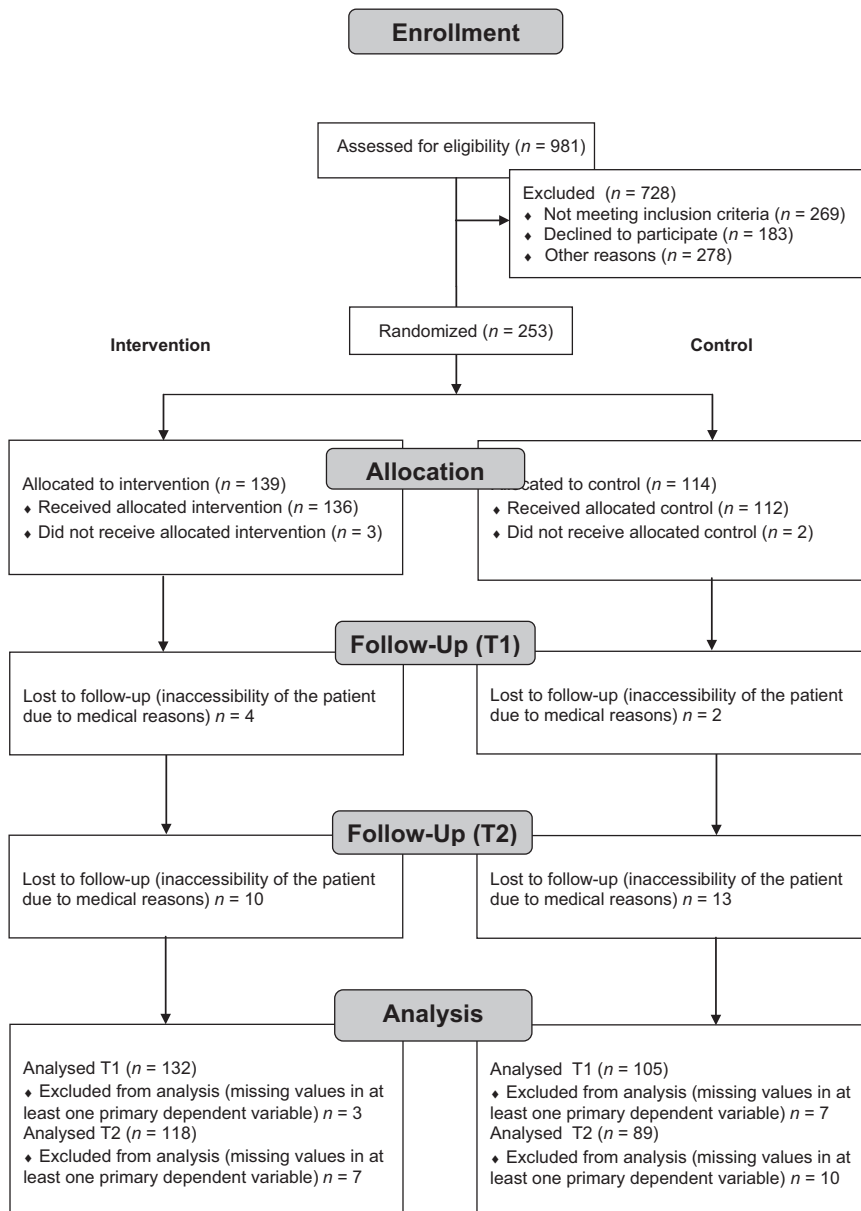 Enrollment
Assessed for eligibility (n = 981)
Excluded (n = 728)
♦ Not meeting inclusion criteria (n = 269)
♦ Declined to participate (n = 183)
♦ Other reasons (n = 278)
Randomized (n = 253)
Intervention
Control
Allocation
Allocated to intervention (n = 139)
♦ Received allocated intervention (n = 136)
♦ Did not receive allocated intervention (n = 3)
located to control (n = 114)
♦ Received allocated control (n = 112)
♦ Did not receive allocated control (n = 2)
Follow-Up (T1)
Lost to follow-up (inaccessibility of the patient
due to medical reasons) n = 4
Lost to follow-up (inaccessibility of the patient
due to medical reasons) n = 2
Follow-Up (T2)
Lost to follow-up (inaccessibility of the patient
due to medical reasons) n = 10
Lost to follow-up (inaccessibility of the patient
due to medical reasons) n = 13
Analysis
Analysed T1 (n = 132)
♦ Excluded from analysis (missing values in at
least one primary dependent variable) n = 3
Analysed T2 (n = 118)
♦ Excluded from analysis (missing values in at
least one primary dependent variable) n = 7
Analysed T1 (n = 105)
♦ Excluded from analysis (missing values in at
least one primary dependent variable) n = 7
Analysed T2 (n = 89)
♦ Excluded from analysis (missing values in at
least one primary dependent variable) n = 10